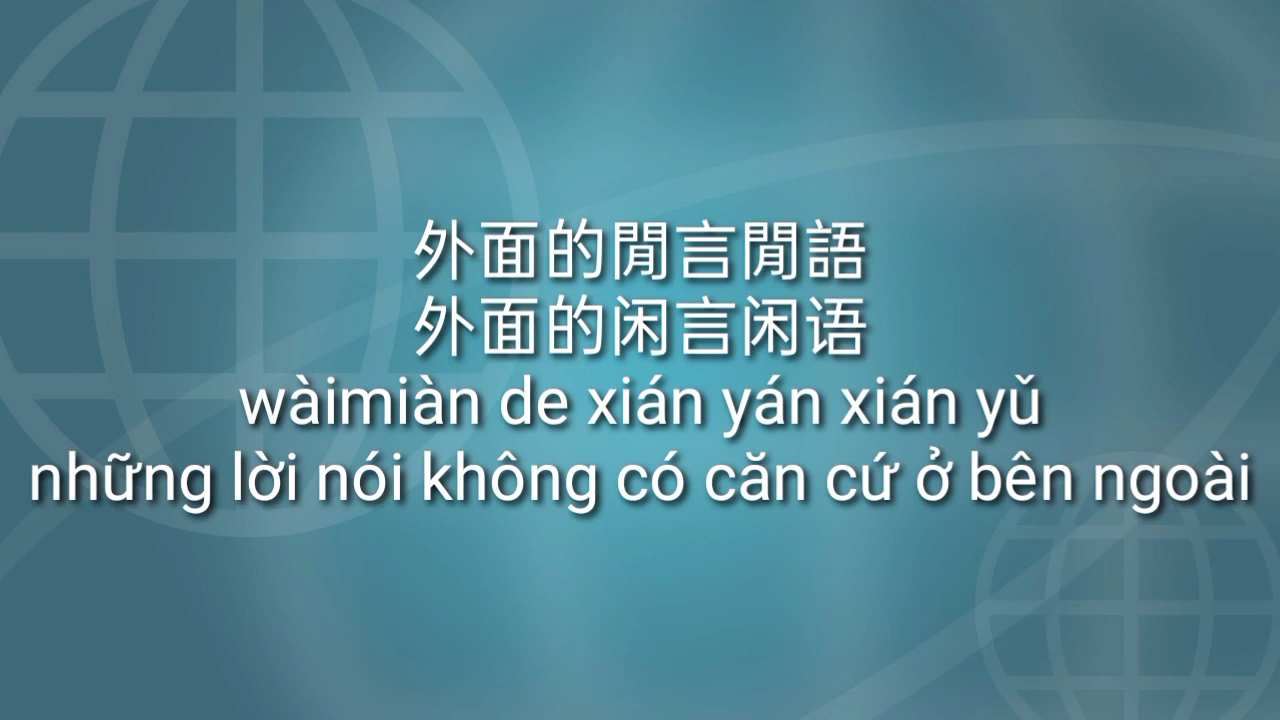 外面的閒言閒語
外面的闲言闲语
wàimiàn de xián yán xián yǔ
những lời nói không có căn cứ ở bên ngoài